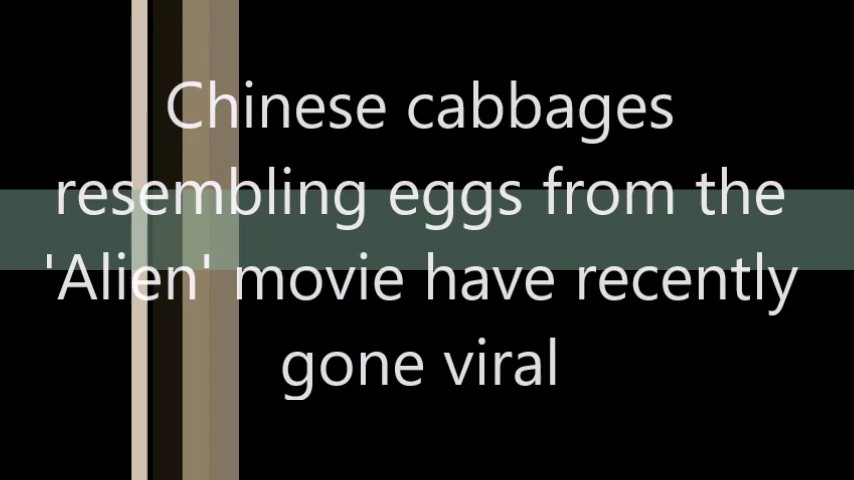 Chinese cabbages
resembling eggs from the
'Alien' movie have recently
gone viral